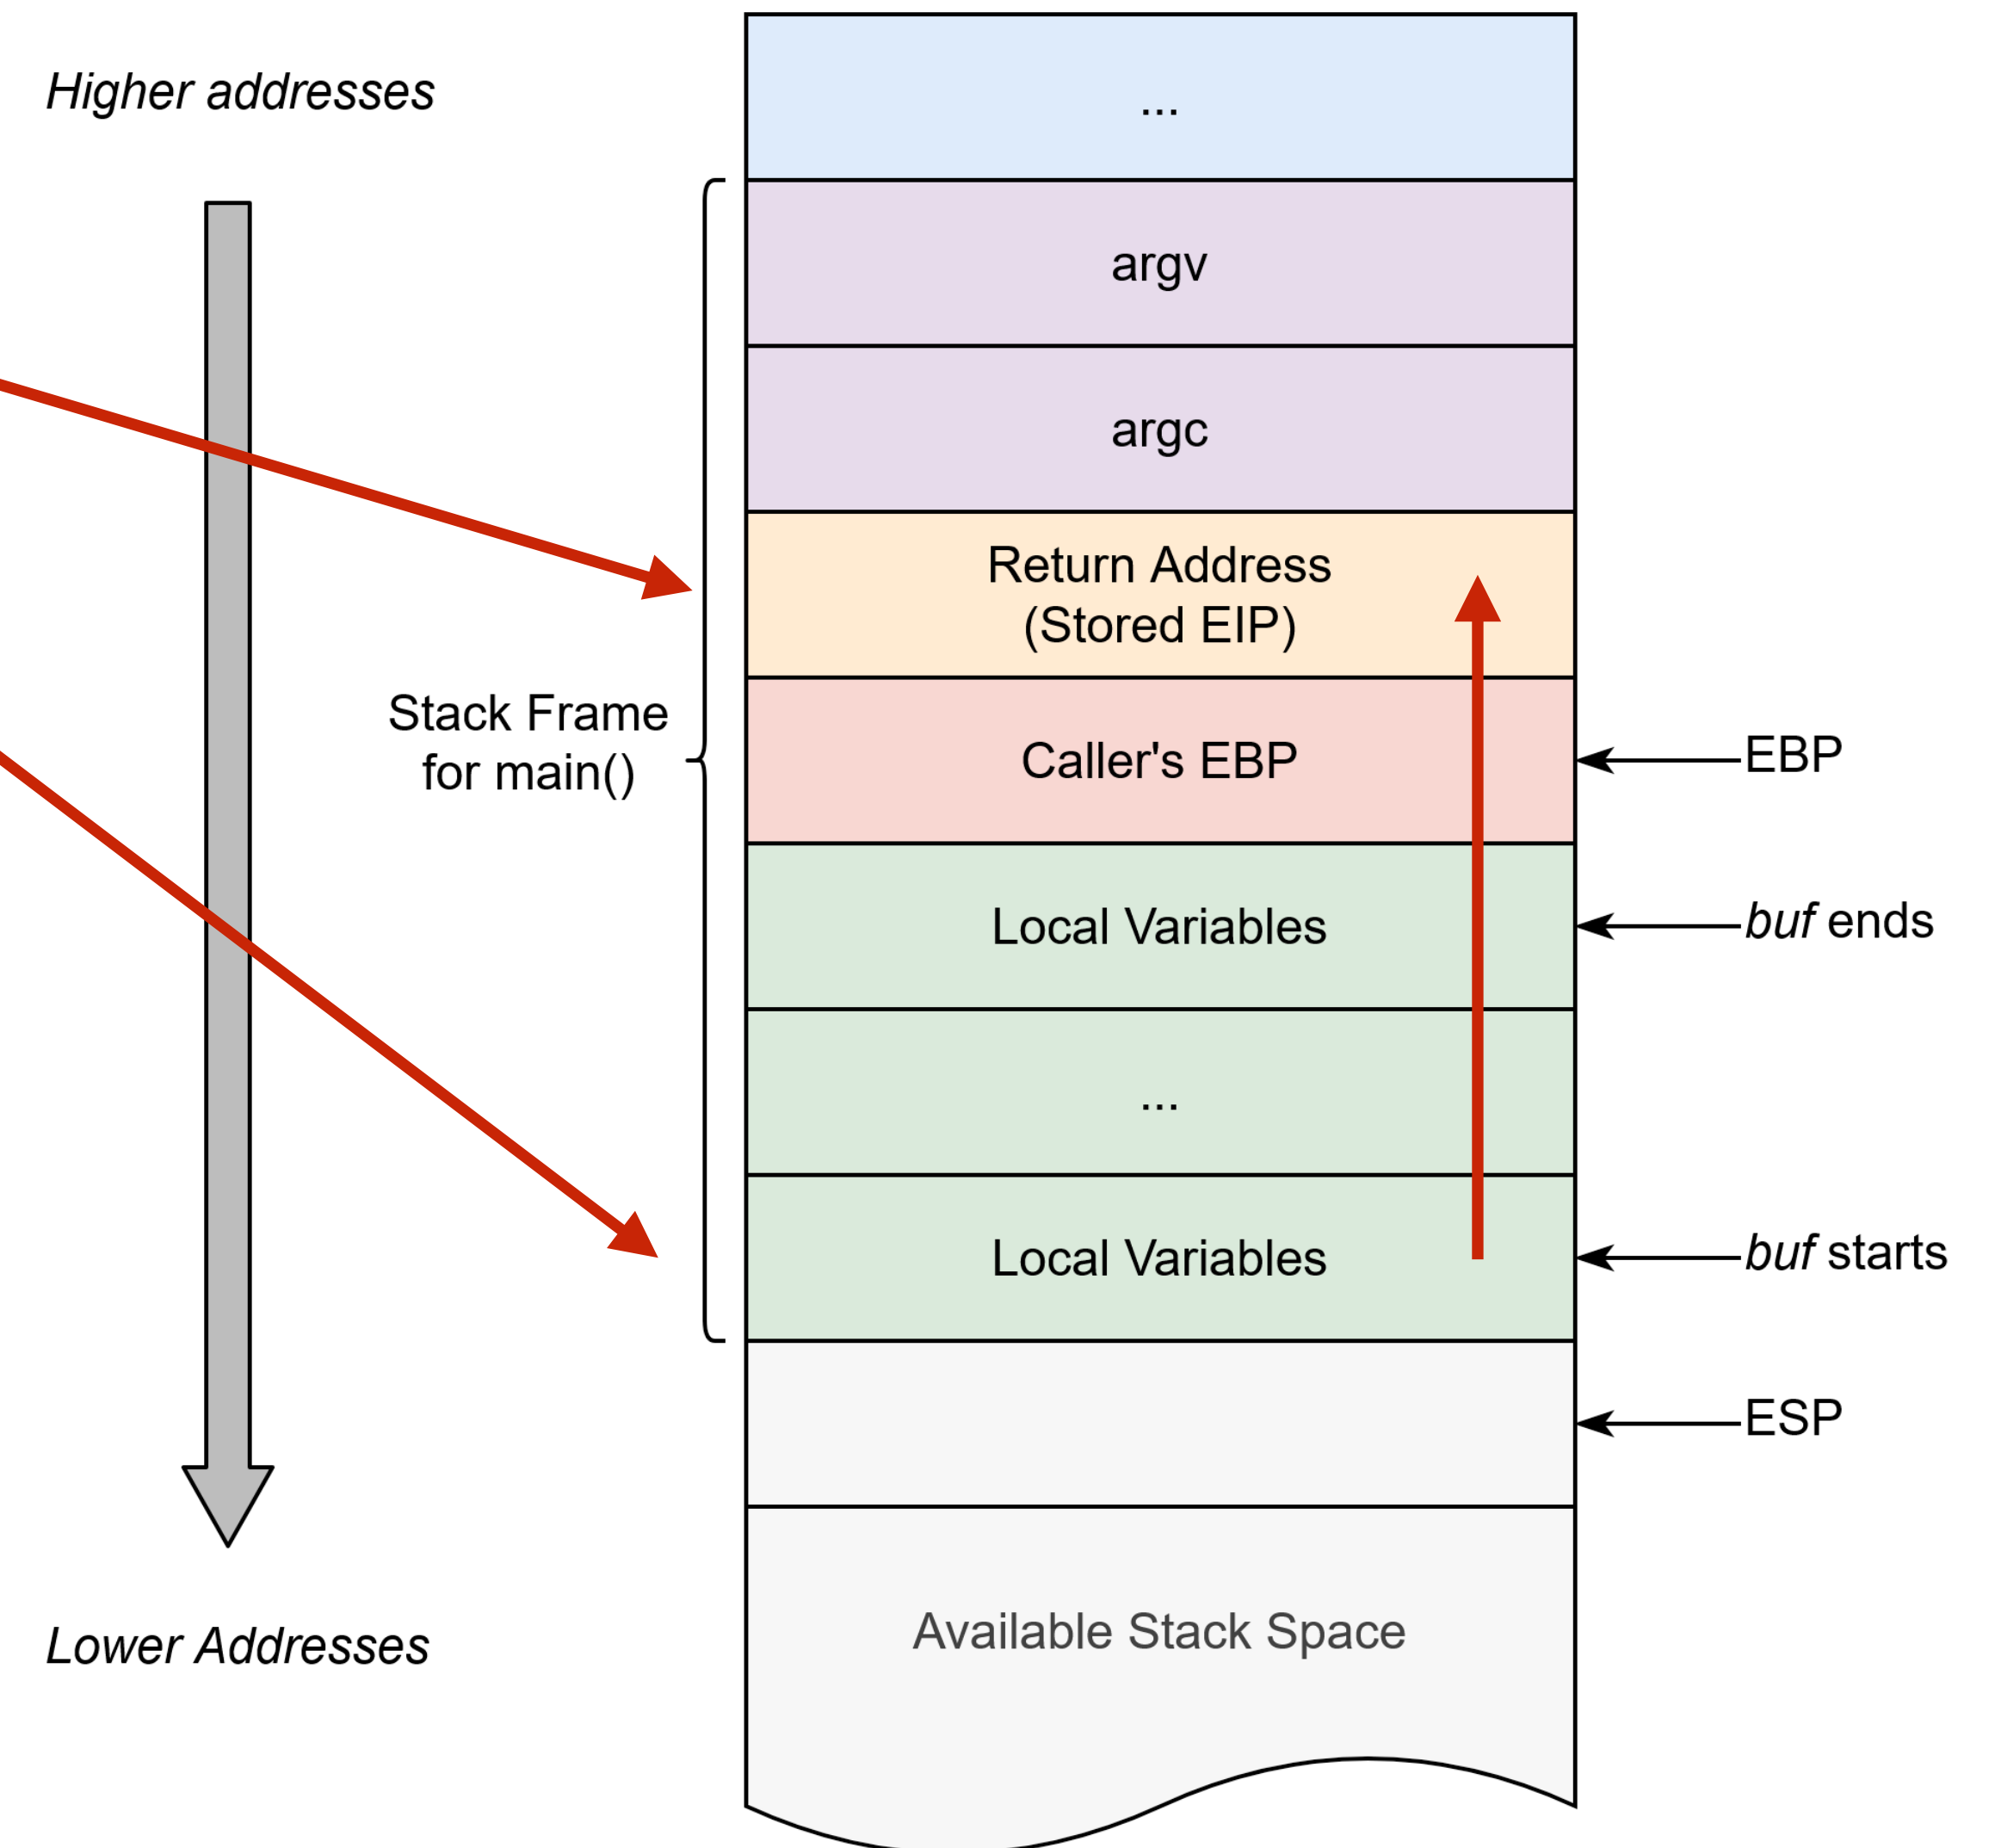 Higher addresses
...
argv
argc
Return Address
(Stored EIP)
Stack Frame
for main()
Caller's EBP
EBP
Local Variables
buf ends
...
Local Variables
buf starts
ESP
Available Stack Space
Lower Addresses